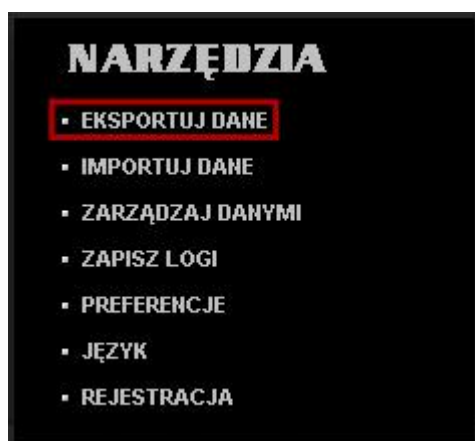 NARZĘDZIA
▪ EKSPORTUJ DANE
▪ IMPORTUJ DANE
▪ ZARZĄDZAJ DANYMI
▪ ZAPISZ LOGI
▪ PREFERENCJE
▪ JĘZYK
▪ REJESTRACJA